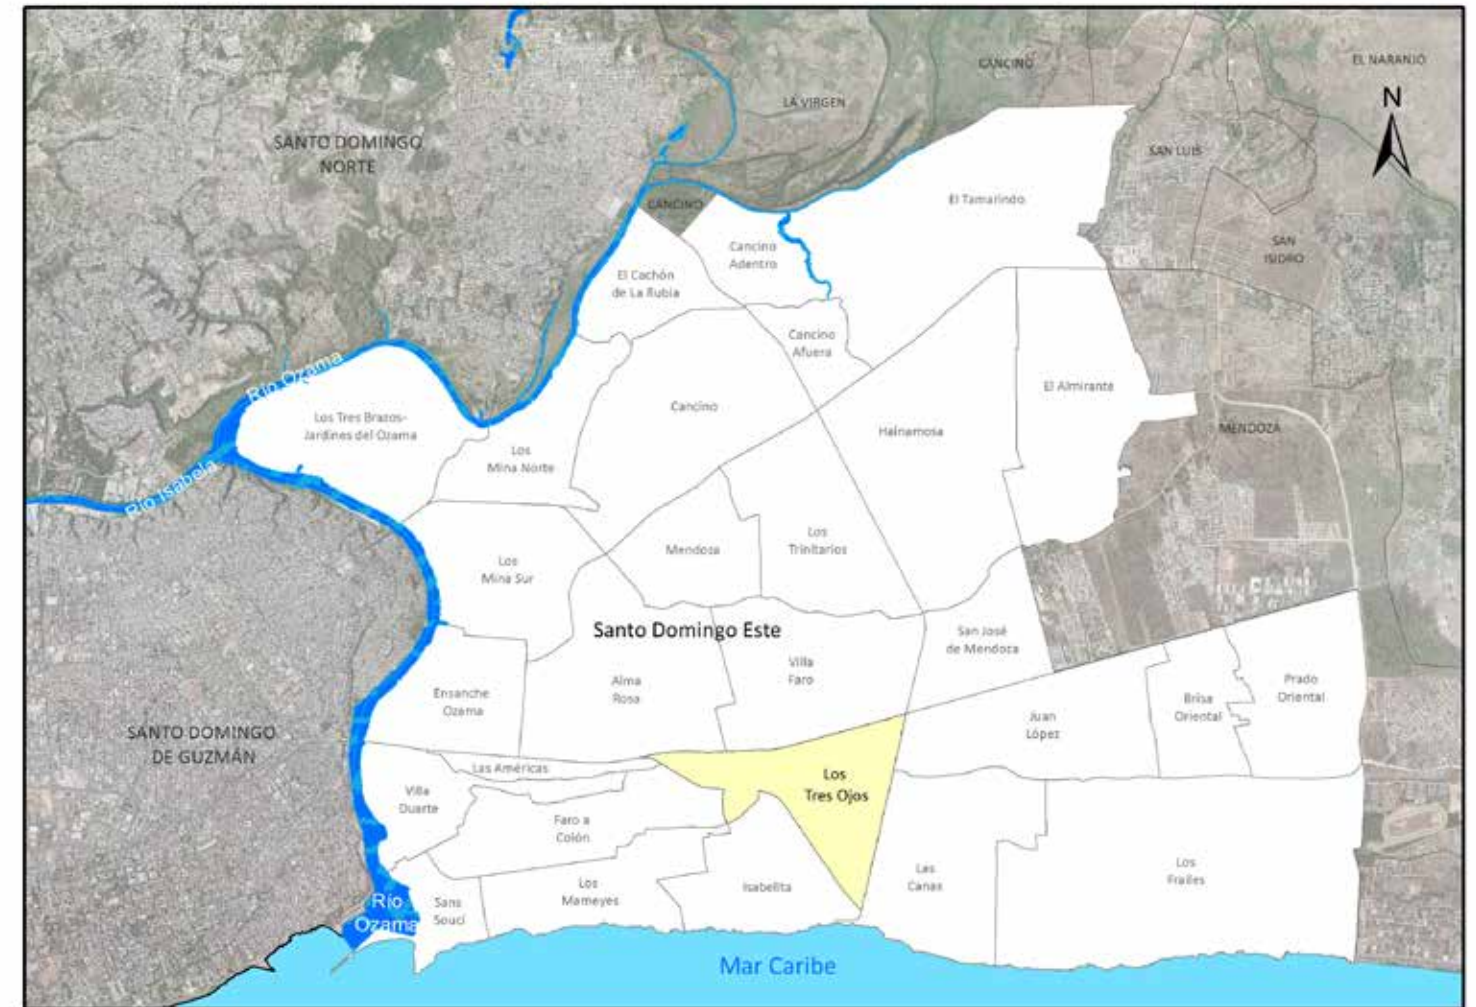 EL NARANJO
CANCINO
N
LA VIRGEN
SANTO DOMINGO
NORTE
SAN LUIS
El Tamarindo
CANCINO
SAN
ISIDRO
Cancino
Adentro
El Cachón
de La Rubia
Cancino
Afuera
Río Ozama
El Almirante
Cancino
Los Tres Brazos-
Jardines del Ozama
Hainamosa
MENDOZA
Los
Mina Norte
Río Isabela
Los
Trinitarios
Mendoza
Los
Mina Sur
Santo Domingo Este
San José
de Mendoza
Villa
Faro
Alma
Rosa
Ensanche
Ozama
Prado
Oriental
Brisa
Oriental
Juan
López
SANTO DOMINGO
DE GUZMÁN
Las Américas
Los
Tres Ojos
Villa
Duarte
Faro a
Colón
Los
Frailes
Las
Canas
Isabelita
Los
Mameyes
Sans
Soucí
Río
Ozama
Mar Caribe